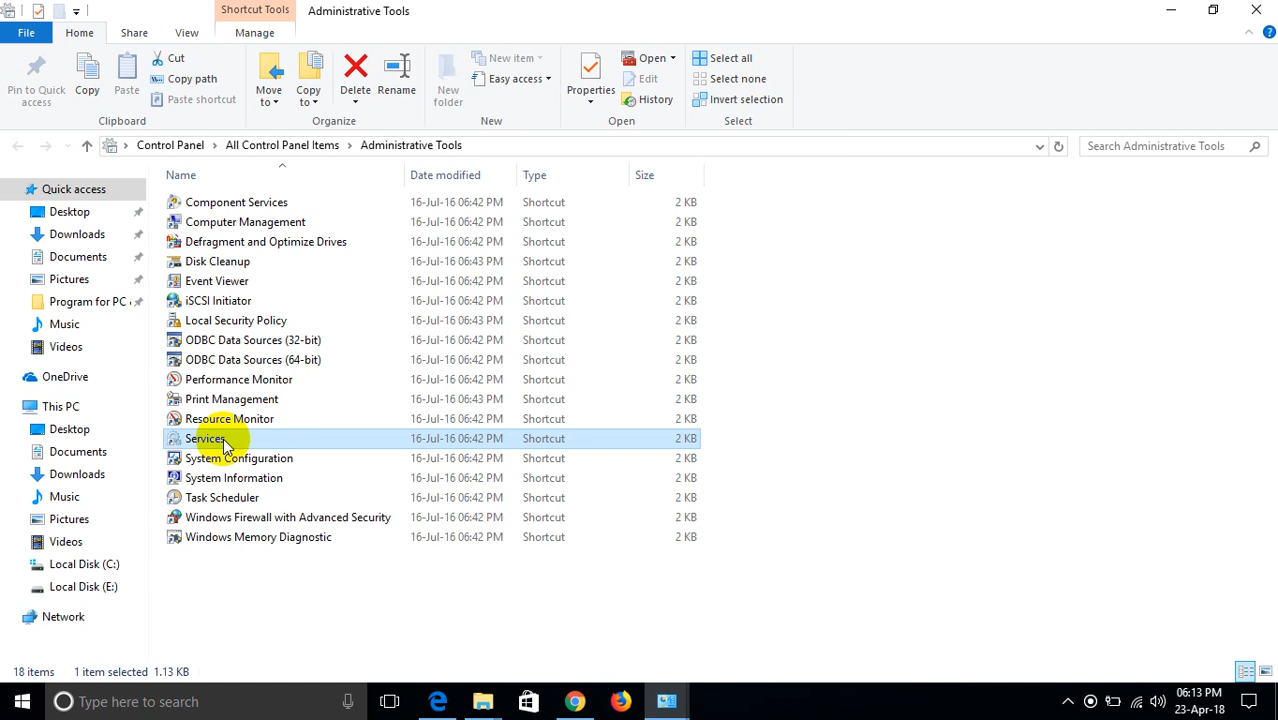 Shortcut Tools
Administrative Tools
File
Home
Share
View
Manage
Pin to Quick access
Copy
Paste
Cut
Copy path
Paste shortcut
Clipboard
Move to
Copy to
Delete
Rename
Organize
New folder
New item
Easy access
New
Properties
Open
Edit
History
Open
Select all
Select none
Invert selection
Select
Control Panel > All Control Panel Items > Administrative Tools
Search Administrative Tools
Name Date modified Type Size
Quick access
Desktop
Downloads
Documents
Pictures
Program for PC
Music
Videos
OneDrive
This PC
Desktop
Documents
Downloads
Music
Pictures
Videos
Local Disk (C:)
Local Disk (E:)
Network
Component Services 16-Jul-16 06:42 PM Shortcut 2 KB
Computer Management 16-Jul-16 06:42 PM Shortcut 2 KB
Defragment and Optimize Drives 16-Jul-16 06:42 PM Shortcut 2 KB
Disk Cleanup 16-Jul-16 06:43 PM Shortcut 2 KB
Event Viewer 16-Jul-16 06:42 PM Shortcut 2 KB
iSCSI Initiator 16-Jul-16 06:42 PM Shortcut 2 KB
Local Security Policy 16-Jul-16 06:43 PM Shortcut 2 KB
ODBC Data Sources (32-bit) 16-Jul-16 06:42 PM Shortcut 2 KB
ODBC Data Sources (64-bit) 16-Jul-16 06:42 PM Shortcut 2 KB
Performance Monitor 16-Jul-16 06:42 PM Shortcut 2 KB
Print Management 16-Jul-16 06:43 PM Shortcut 2 KB
Resource Monitor 16-Jul-16 06:42 PM Shortcut 2 KB
Services 16-Jul-16 06:42 PM Shortcut 2 KB
System Configuration 16-Jul-16 06:42 PM Shortcut 2 KB
System Information 16-Jul-16 06:42 PM Shortcut 2 KB
Task Scheduler 16-Jul-16 06:42 PM Shortcut 2 KB
Windows Firewall with Advanced Security 16-Jul-16 06:42 PM Shortcut 2 KB
Windows Memory Diagnostic 16-Jul-16 06:42 PM Shortcut 2 KB
18 items 1 item selected 1.13 KB
Type here to search
06:13 PM
23-Apr-18